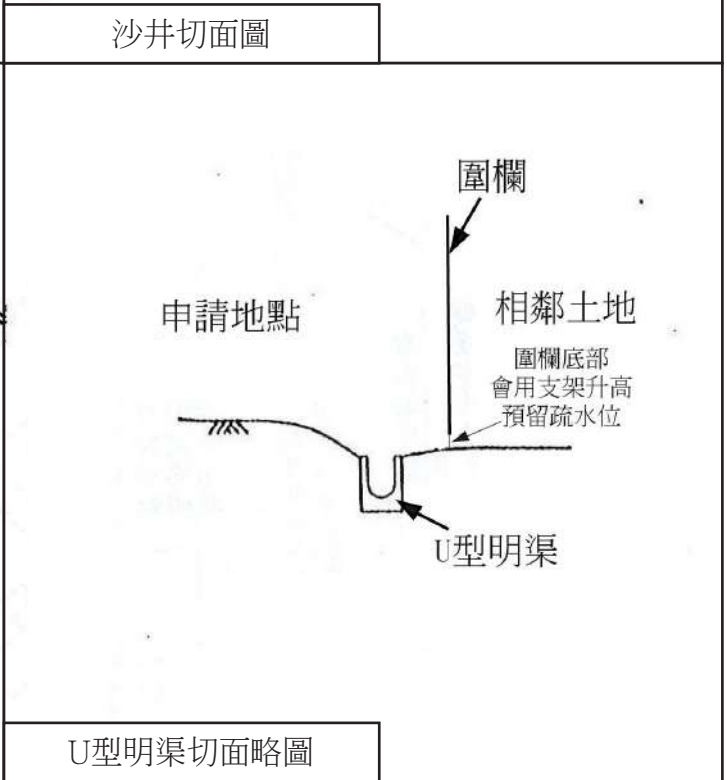 沙井切面圖
圍欄
申請地點
相鄰土地
圍欄底部
會用支架升高
預留疏水位
U型明渠
U型明渠切面略圖